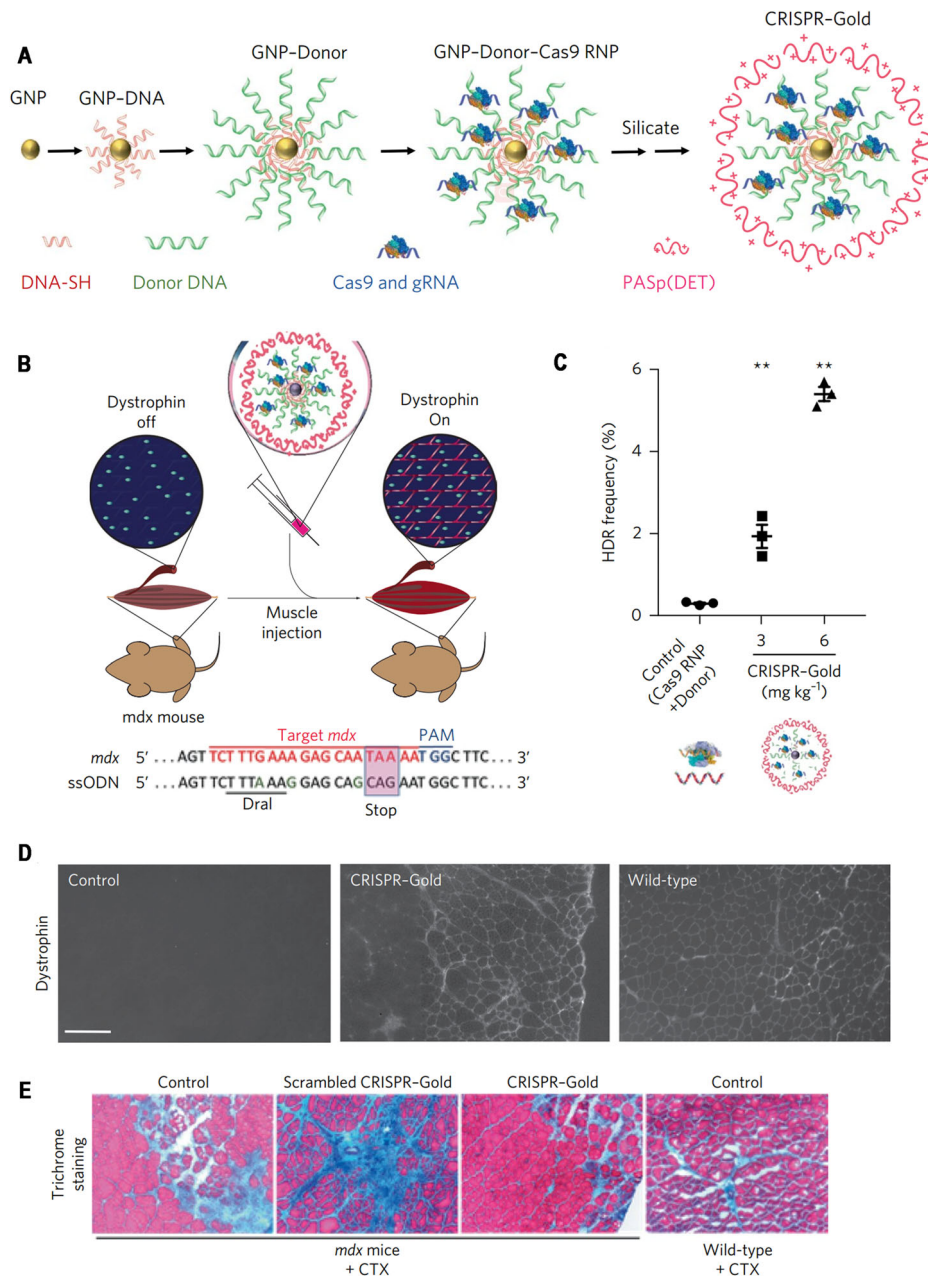 A
GNP
GNP–DNA
GNP–Donor
GNP–Donor–Cas9 RNP
Silicate
CRISPR–Gold
DNA-SH
Donor DNA
Cas9 and gRNA
PASp(DET)
B
Dystrophin
off
Dystrophin
On
Muscle
injection
mdx mouse
Target mdx
PAM
mdx 5′ ... AGT TCT TTG AAA GAG CAA TAA AAT GGC TTC ... 3′
ssODN 5′ ... AGT TCT TTA AAG GAG CAG CAG AAT GGC TTC ... 3′
DraI
Stop
C
HDR frequency (%)
6
4
2
0
**
**
Control
(Cas9 RNP
+Donor)
3
6
CRISPR–Gold
(mg kg⁻¹)
D
Dystrophin
Control
CRISPR–Gold
Wild-type
E
Trichrome
staining
Control
Scrambled CRISPR–Gold
CRISPR–Gold
Control
mdx mice
+ CTX
Wild-type
+ CTX